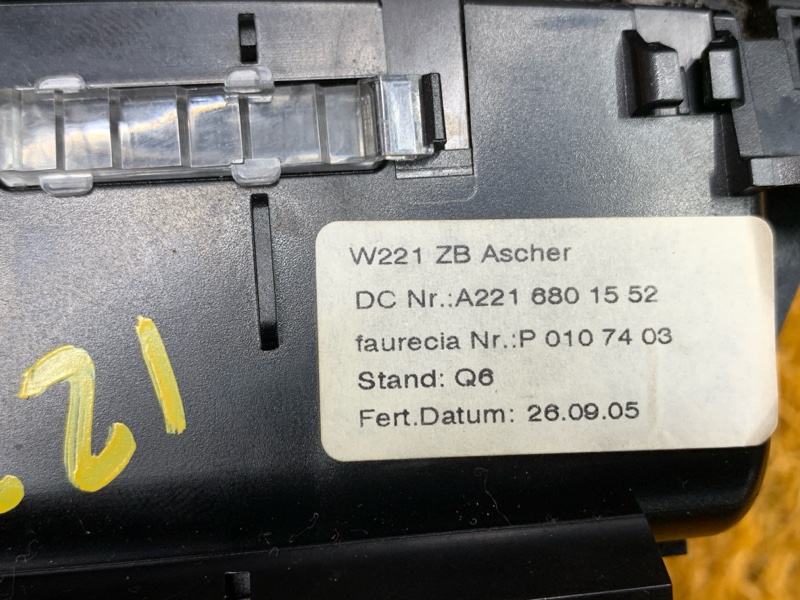 W221 ZB Ascher
DC Nr.:A221 680 15 52
faurecia Nr.:P 010 74 03
Stand: Q6
Fert.Datum: 26.09.05
221